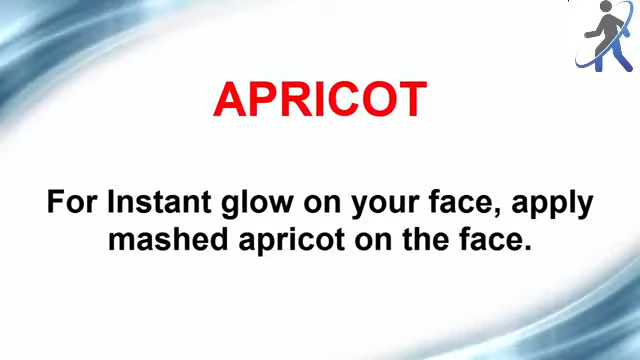 APRICOT
For Instant glow on your face, apply
mashed apricot on the face.